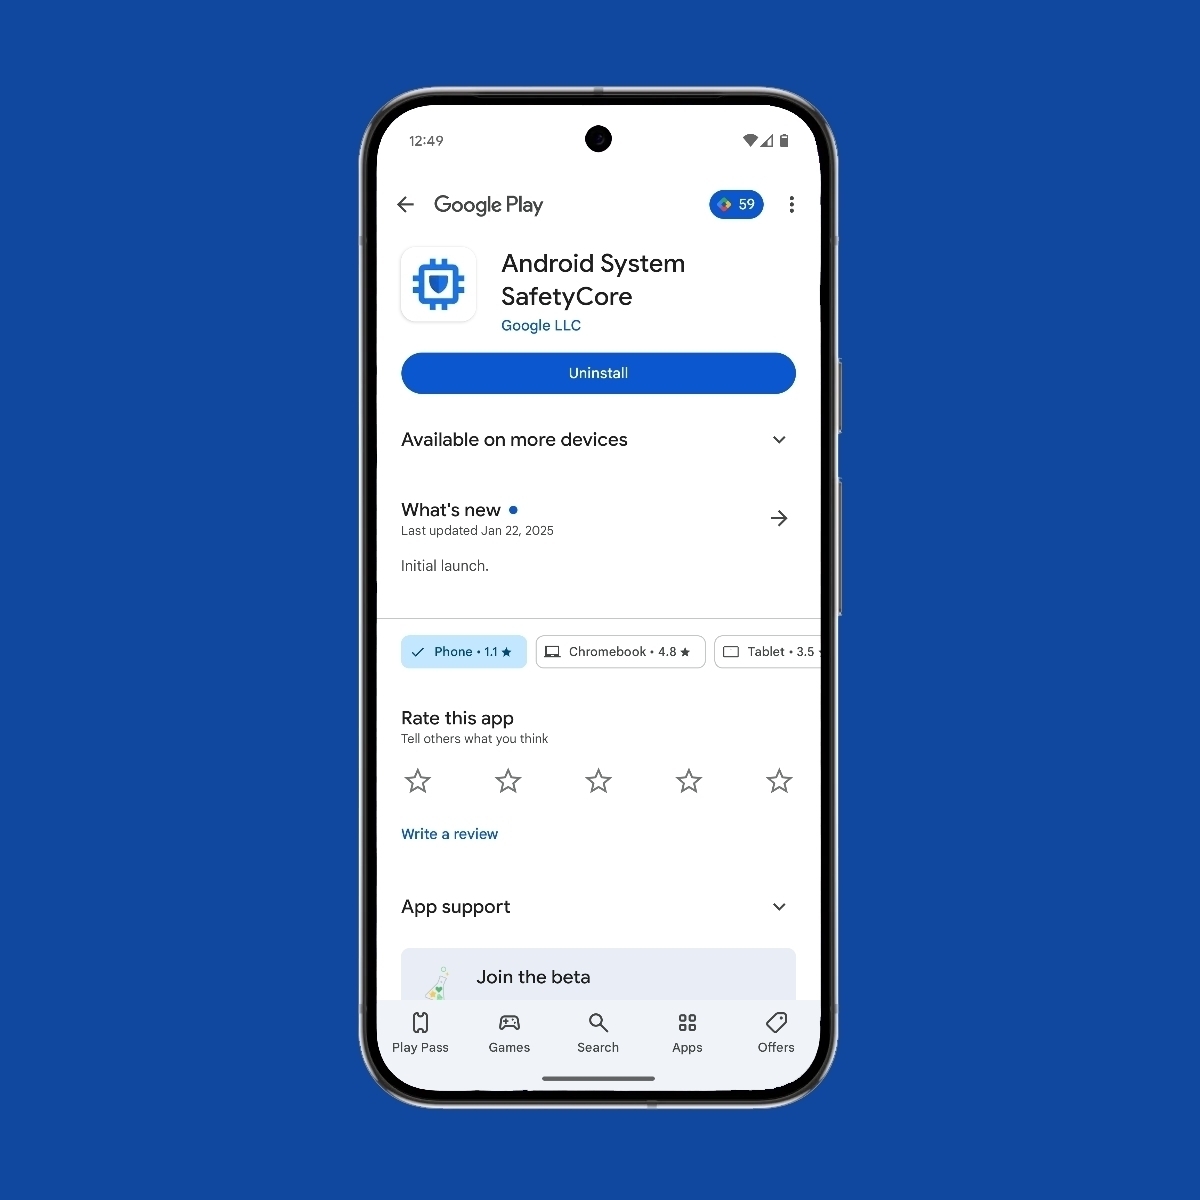 12:49
Google Play
59
Android System
SafetyCore
Google LLC
Uninstall
Available on more devices
What's new
Last updated Jan 22, 2025
Initial launch.
Phone • 1.1 ★
Chromebook • 4.8 ★
Tablet • 3.5
Rate this app
Tell others what you think
Write a review
App support
Join the beta
Play Pass
Games
Search
Apps
Offers